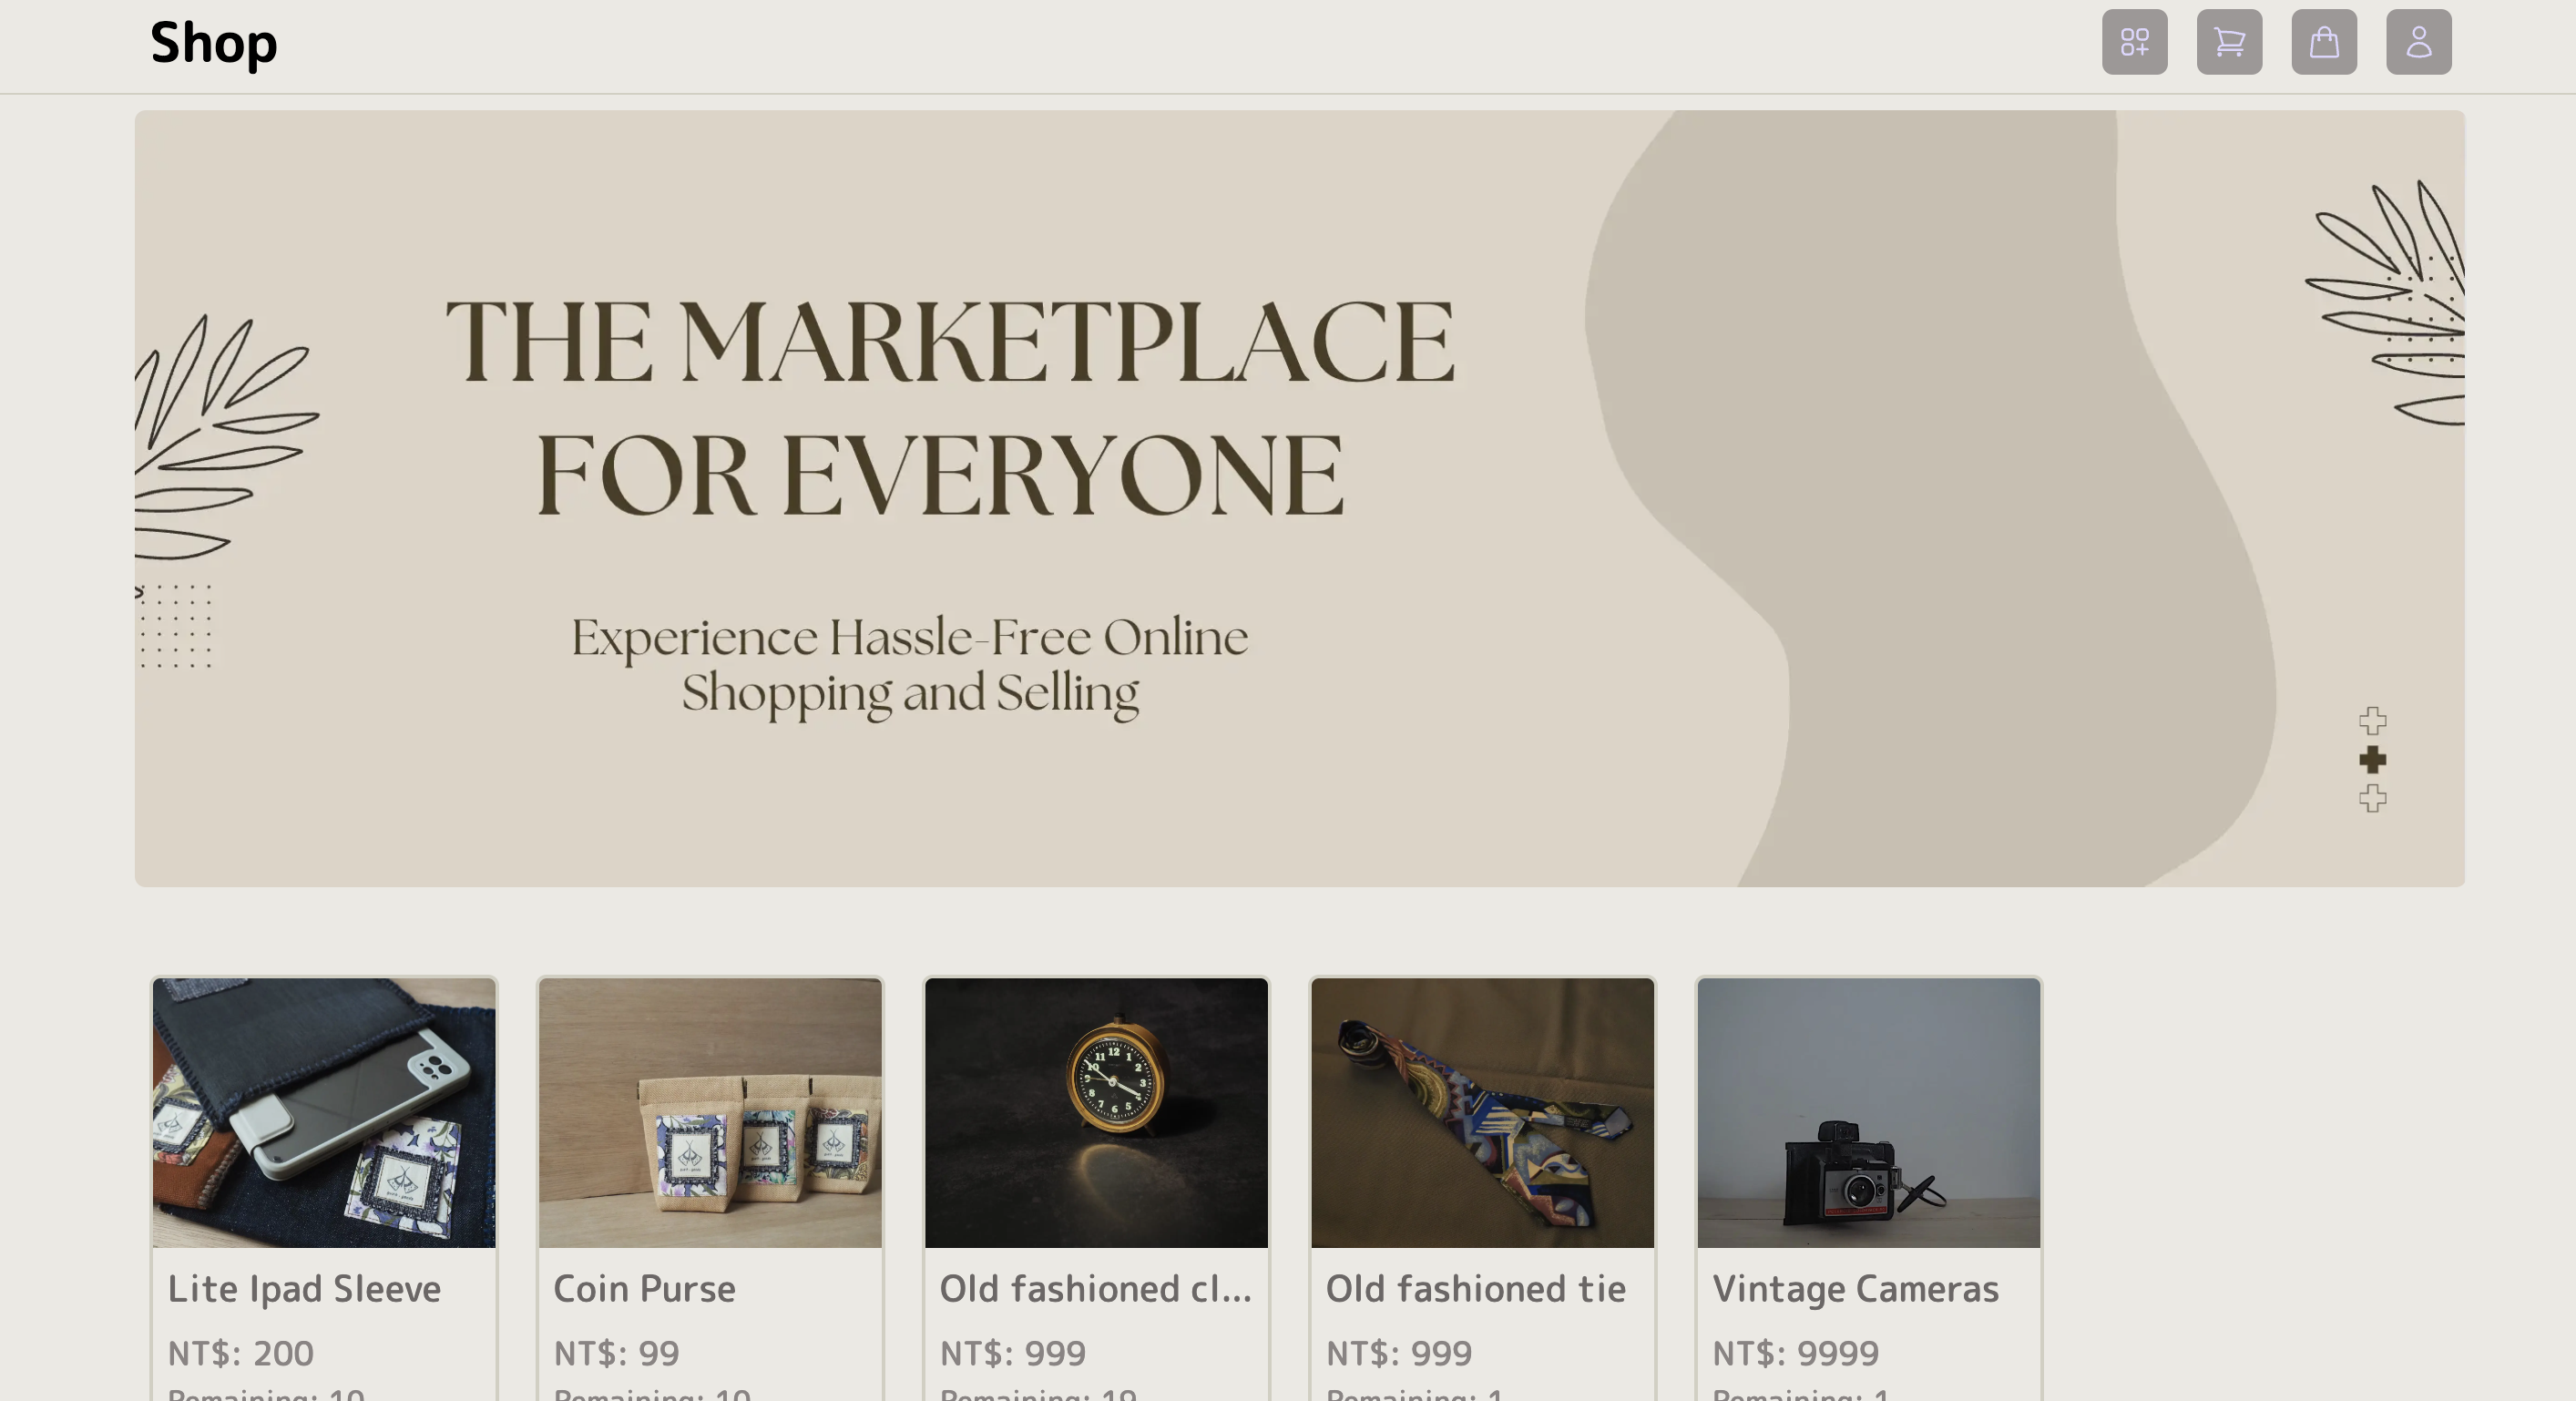 Shop
THE MARKETPLACE
FOR EVERYONE
Experience Hassle-Free Online
Shopping and Selling
Lite Ipad Sleeve
Coin Purse
Old fashioned cl...
Old fashioned tie
Vintage Cameras
NT$: 200
NT$: 99
NT$: 999
NT$: 999
NT$: 9999
Remaining: 10
Remaining: 10
Remaining: 19
Remaining: 1
Remaining: 1